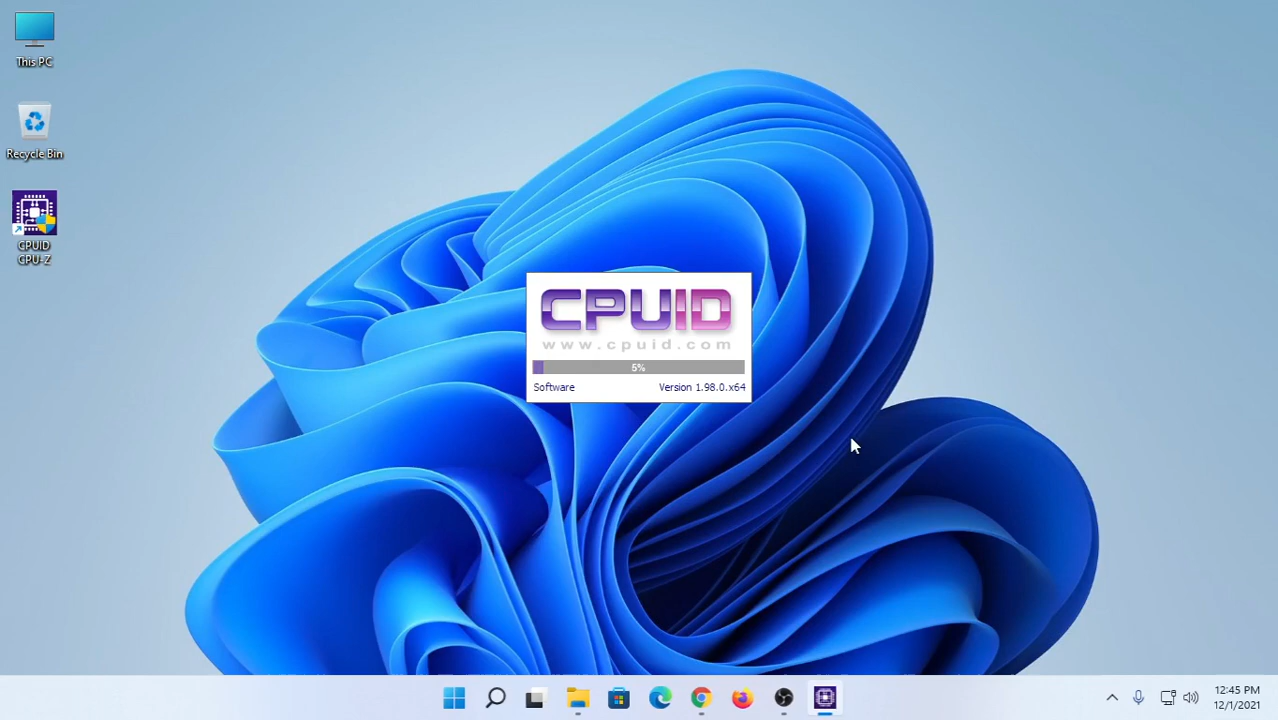 This PC
Recycle Bin
CPUID
CPU-Z
CPUID
www.cpuid.com
5%
Software Version 1.98.0.x64
12:45 PM
12/1/2021